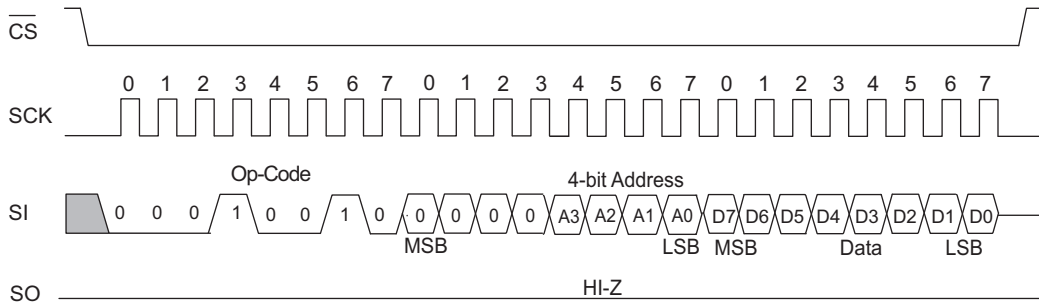 CS
0 1 2 3 4 5 6 7 0 1 2 3 4 5 6 7 0 1 2 3 4 5 6 7
SCK
Op-Code 4-bit Address
SI 0 0 0 1 0 0 1 0 0 0 0 0 A3 A2 A1 A0 D7 D6 D5 D4 D3 D2 D1 D0
MSB LSB MSB Data LSB
HI-Z
SO